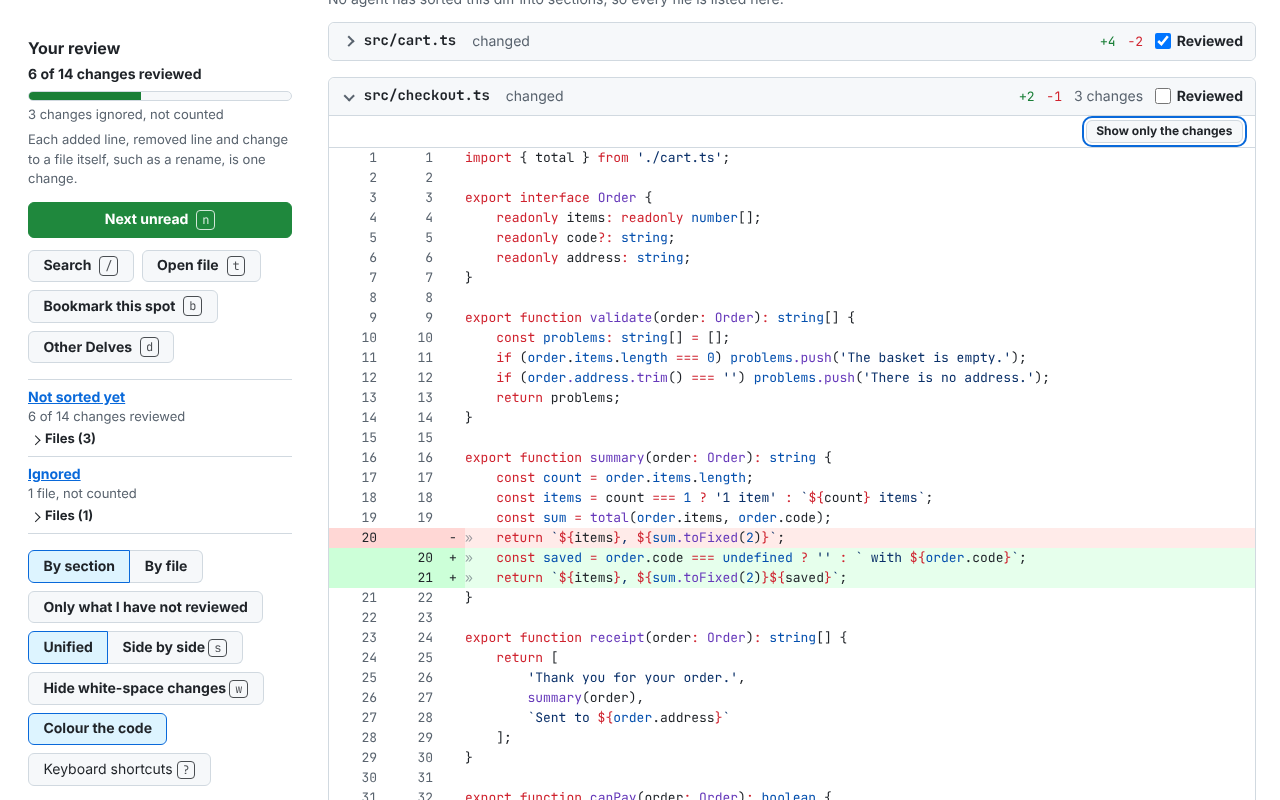 No agent has sorted this diff into sections, so every file is listed here.
Your review
6 of 14 changes reviewed
3 changes ignored, not counted
Each added line, removed line and change
to a file itself, such as a rename, is one
change.
Next unread n
Search /
Open file t
Bookmark this spot b
Other Delves d
Not sorted yet
6 of 14 changes reviewed
Files (3)
Ignored
1 file, not counted
Files (1)
By section
By file
Only what I have not reviewed
Unified
Side by side s
Hide white-space changes w
Colour the code
Keyboard shortcuts ?
src/cart.ts changed +4 -2 Reviewed
src/checkout.ts changed +2 -1 3 changes Reviewed
Show only the changes
1 1 import { total } from './cart.ts';
2 2
3 3 export interface Order {
4 4 readonly items: readonly number[];
5 5 readonly code?: string;
6 6 readonly address: string;
7 7 }
8 8
9 9 export function validate(order: Order): string[] {
10 10 const problems: string[] = [];
11 11 if (order.items.length === 0) problems.push('The basket is empty.');
12 12 if (order.address.trim() === '') problems.push('There is no address.');
13 13 return problems;
14 14 }
15 15
16 16 export function summary(order: Order): string {
17 17 const count = order.items.length;
18 18 const items = count === 1 ? '1 item' : `${count} items`;
19 19 const sum = total(order.items, order.code);
20 - » return `${items}, ${sum.toFixed(2)}`;
20 + » const saved = order.code === undefined ? '' : ` with ${order.code}`;
21 + » return `${items}, ${sum.toFixed(2)}${saved}`;
21 22 }
22 23
23 24 export function receipt(order: Order): string[] {
24 25 return [
25 26 'Thank you for your order.',
26 27 summary(order),
27 28 `Sent to ${order.address}`
28 29 ];
29 30 }
30 31
31 32 export function canPay(order: Order): boolean {